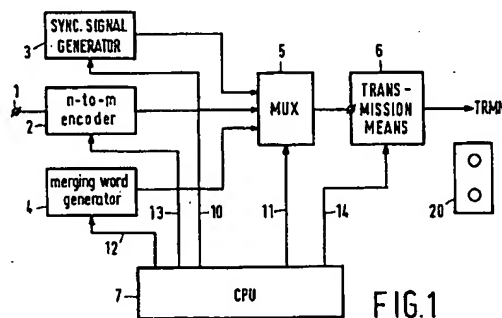 SYNC. SIGNAL
GENERATOR
3
5
6
1
n-to-m
encoder
2
MUX
TRANS-
MISSION
MEANS
TRMM
merging word
generator
4
13
10
11
14
20
12
7
CPU
FIG.1